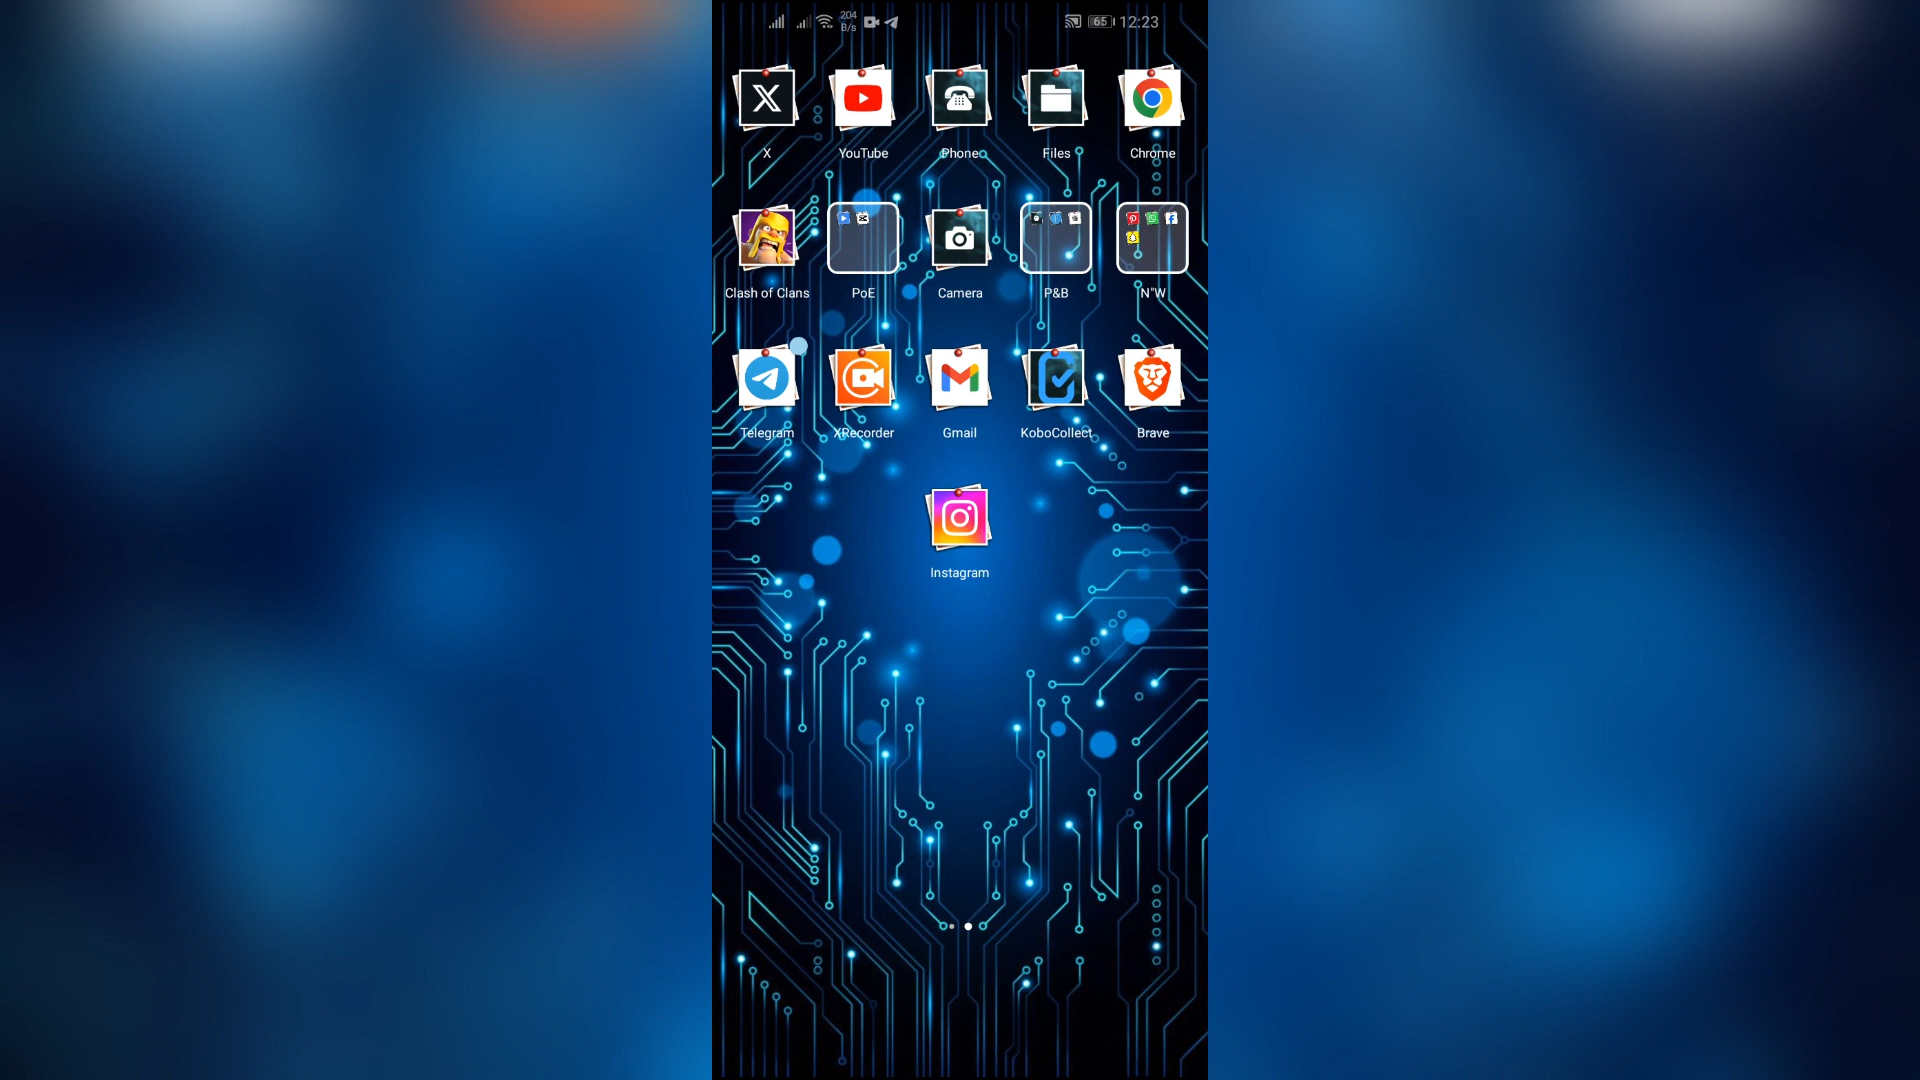 204
B/s
65
12:23
X
YouTube
Phone
Files
Chrome
Clash of Clans
PoE
Camera
P&B
N"W
Telegram
XRecorder
Gmail
KoboCollect
Brave
Instagram